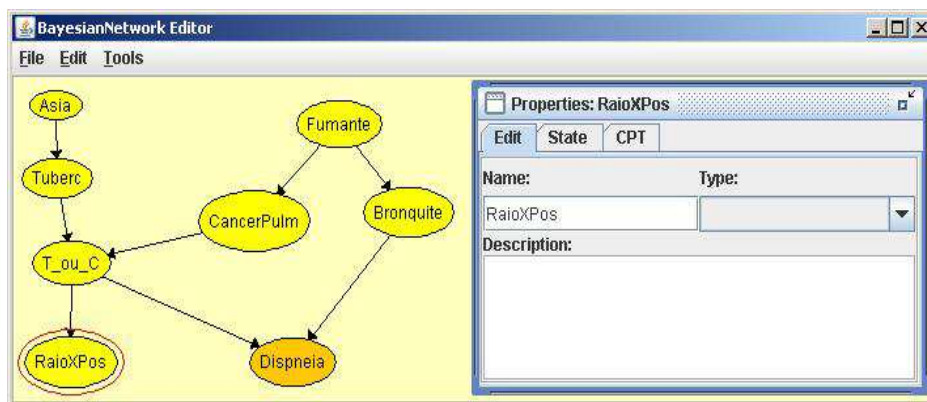 BayesianNetwork Editor
File Edit Tools
Asia
Fumante
Tuberc
CancerPulm
Bronquite
T_ou_C
RaioXPos
Dispneia
Properties: RaioXPos
Edit State CPT
Name: Type:
RaioXPos
Description: